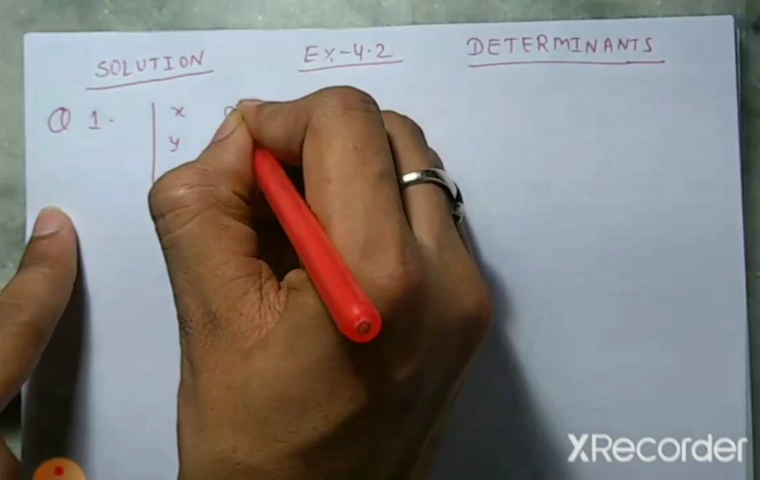 SOLUTION Ex-4.2 DETERMINANTS
Q 1. | x
y
XRecorder